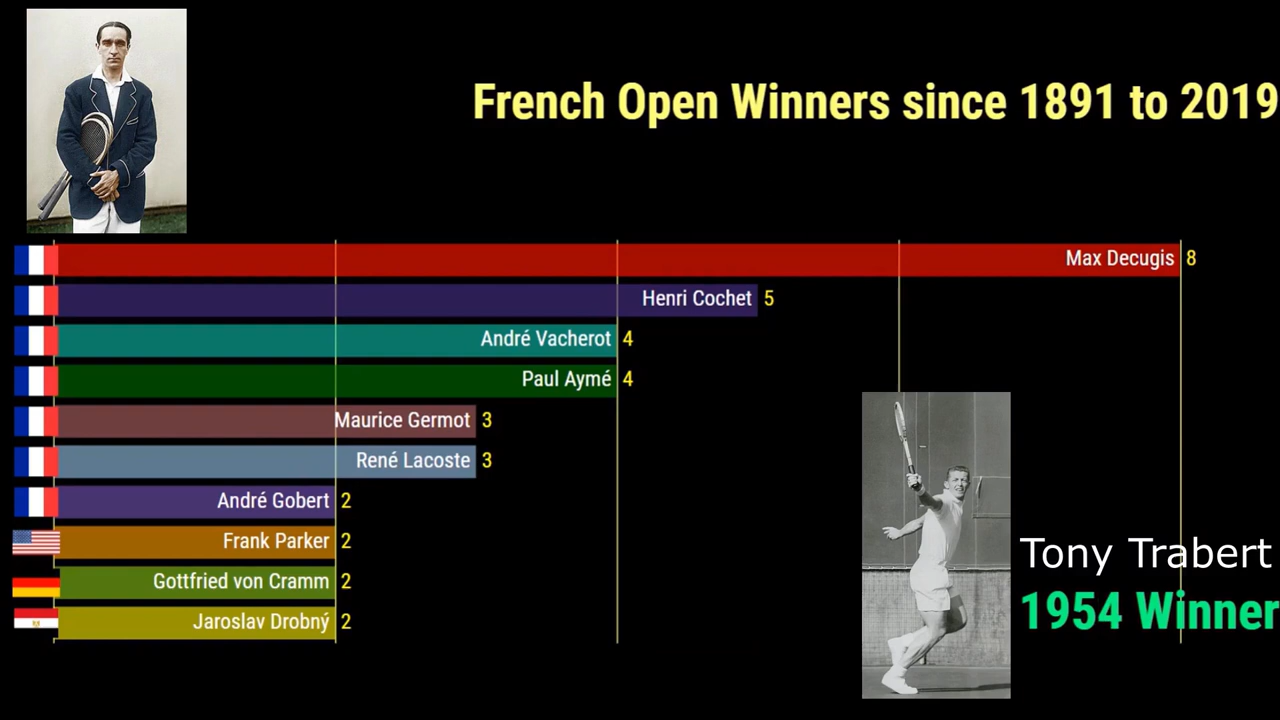 French Open Winners since 1891 to 2019
Max Decugis 8
Henri Cochet 5
André Vacherot 4
Paul Aymé 4
Maurice Germot 3
René Lacoste 3
André Gobert 2
Frank Parker 2
Gottfried von Cramm 2
Jaroslav Drobný 2
Tony Trabert
1954 Winner